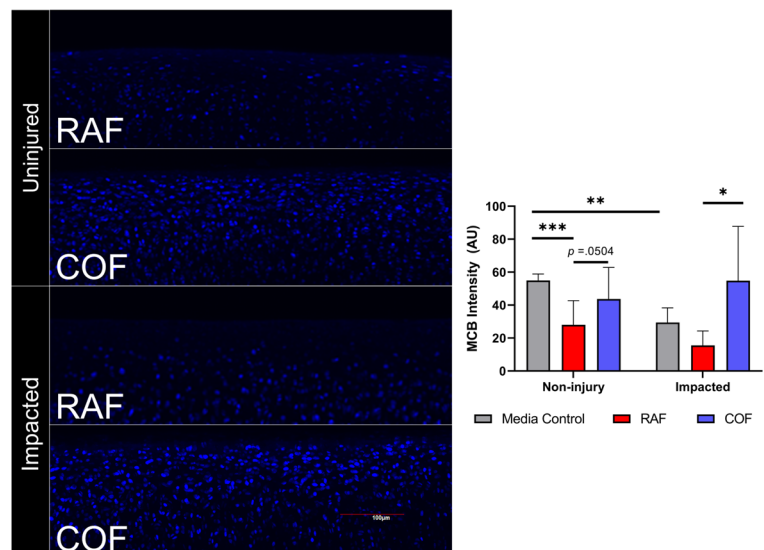 Uninjured
RAF
COF
Impacted
RAF
COF
100µm
MCB Intensity (AU)
100
80
60
40
20
0
***
**
p =.0504
*
Non-injury
Impacted
Media Control
RAF
COF